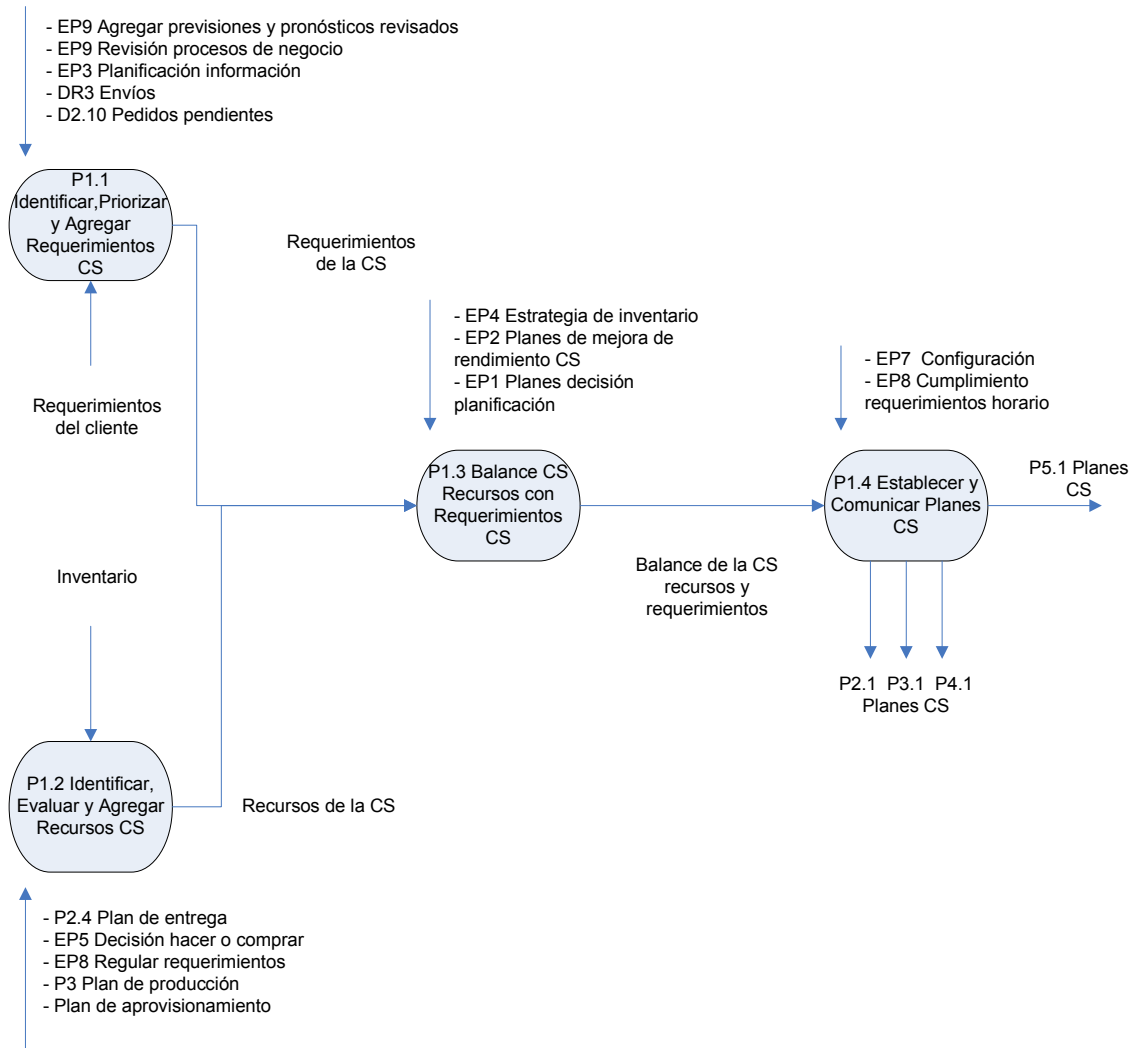 - EP9 Agregar previsiones y pronósticos revisados
- EP9 Revisión procesos de negocio
- EP3 Planificación información
- DR3 Envíos
- D2.10 Pedidos pendientes
P1.1
Identificar,Priorizar
y Agregar
Requerimientos
CS
Requerimientos
del cliente
Requerimientos
de la CS
- EP4 Estrategia de inventario
- EP2 Planes de mejora de
rendimiento CS
- EP1 Planes decisión
planificación
- EP7  Configuración
- EP8 Cumplimiento
requerimientos horario
P1.3 Balance CS
Recursos con
Requerimientos
CS
P1.4 Establecer y
Comunicar Planes
CS
P5.1 Planes
CS
Balance de la CS
recursos y
requerimientos
P2.1  P3.1  P4.1
Planes CS
Inventario
P1.2 Identificar,
Evaluar y Agregar
Recursos CS
Recursos de la CS
- P2.4 Plan de entrega
- EP5 Decisión hacer o comprar
- EP8 Regular requerimientos
- P3 Plan de producción
- Plan de aprovisionamiento